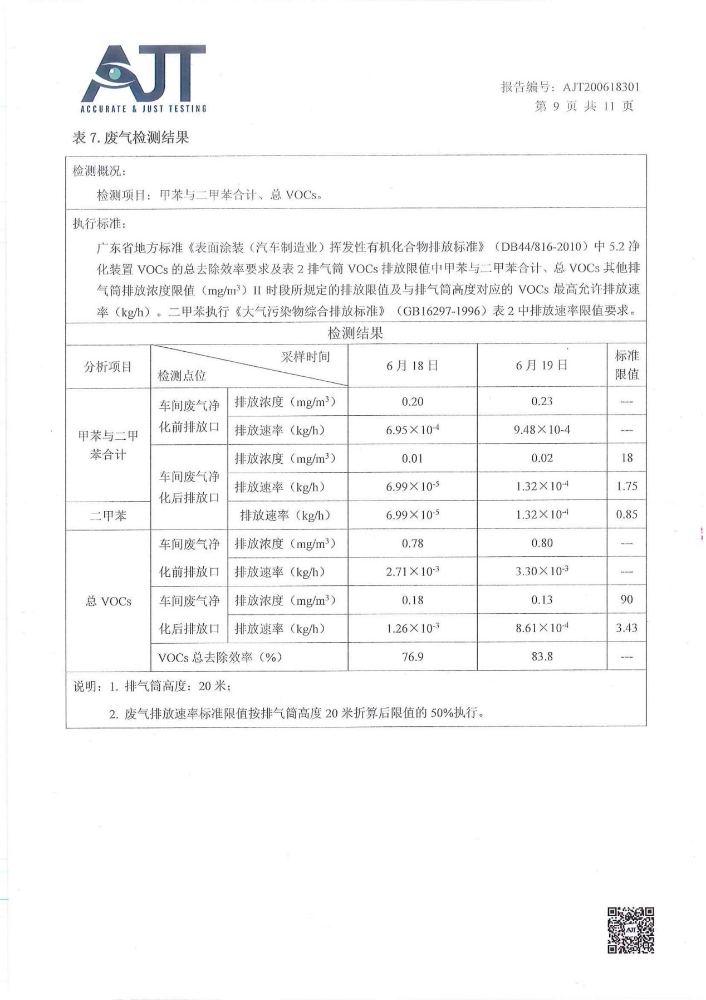 AJT
ACCURATE & JUST TESTING
报告编号：AJT200618301
第 9 页 共 11 页
表 7. 废气检测结果
检测概况：
检测项目：甲苯与二甲苯合计、总 VOCs。
执行标准：
广东省地方标准《表面涂装（汽车制造业）挥发性有机化合物排放标准》（DB44/816-2010）中 5.2 净
化装置 VOCs 的总去除效率要求及表 2 排气筒 VOCs 排放限值中甲苯与二甲苯合计、总 VOCs 其他排
气筒排放浓度限值（mg/m³）II 时段所规定的排放限值及与排气筒高度对应的 VOCs 最高允许排放速
率（kg/h）。二甲苯执行《大气污染物综合排放标准》（GB16297-1996）表 2 中排放速率限值要求。
检测结果
分析项目 采样时间 检测点位 6 月 18 日 6 月 19 日 标准
限值
甲苯与二甲
苯合计
车间废气净
化前排放口
排放浓度（mg/m³） 0.20 0.23 ---
排放速率（kg/h） 6.95×10⁻⁴ 9.48×10-4 ---
车间废气净
化后排放口
排放浓度（mg/m³） 0.01 0.02 18
排放速率（kg/h） 6.99×10⁻⁵ 1.32×10⁻⁴ 1.75
二甲苯 排放速率（kg/h） 6.99×10⁻⁵ 1.32×10⁻⁴ 0.85
总 VOCs
车间废气净
化前排放口
排放浓度（mg/m³） 0.78 0.80 ---
排放速率（kg/h） 2.71×10⁻³ 3.30×10⁻³ ---
车间废气净
化后排放口
排放浓度（mg/m³） 0.18 0.13 90
排放速率（kg/h） 1.26×10⁻³ 8.61×10⁻⁴ 3.43
VOCs 总去除效率（%） 76.9 83.8 ---
说明：1. 排气筒高度：20 米；
2. 废气排放速率标准限值按排气筒高度 20 米折算后限值的 50%执行。
AJT